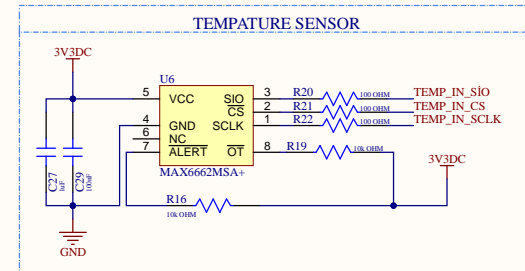 TEMPATURE SENSOR
3V3DC
U6
5 VCC SIO 3 R20 100 OHM TEMP_IN_SİO
CS 2 R21 100 OHM TEMP_IN_CS
4 GND SCLK 1 R22 100 OHM TEMP_IN_SCLK
6 NC
7 ALERT OT 8 R19 10k OHM
3V3DC
MAX6662MSA+
C27 1uF
C29 100nF
R16
10k OHM
GND